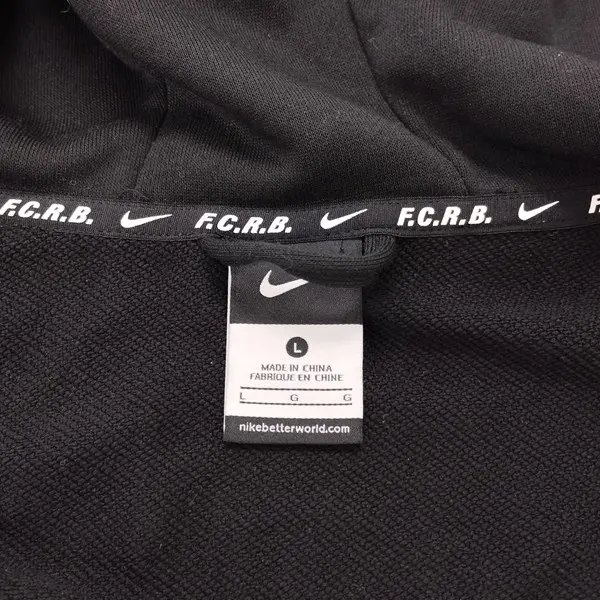 F.C.R.B. F.C.R.B. F.C.R.B. F.
L
MADE IN CHINA
FABRIQUE EN CHINE
L G G
nikebetterworld.com